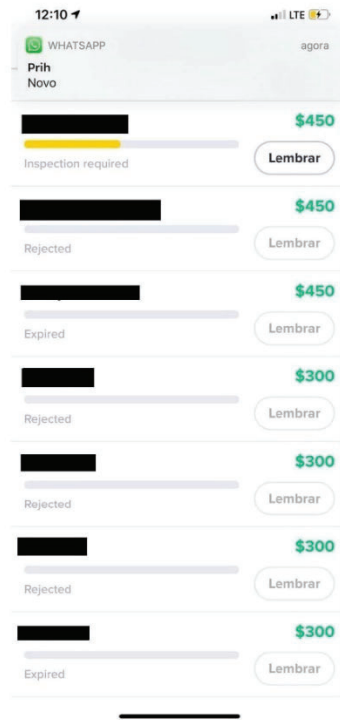 12:10
LTE
WHATSAPP
agora
Prih
Novo
$450
Inspection required
Lembrar
$450
Rejected
Lembrar
$450
Expired
Lembrar
$300
Rejected
Lembrar
$300
Rejected
Lembrar
$300
Rejected
Lembrar
$300
Expired
Lembrar